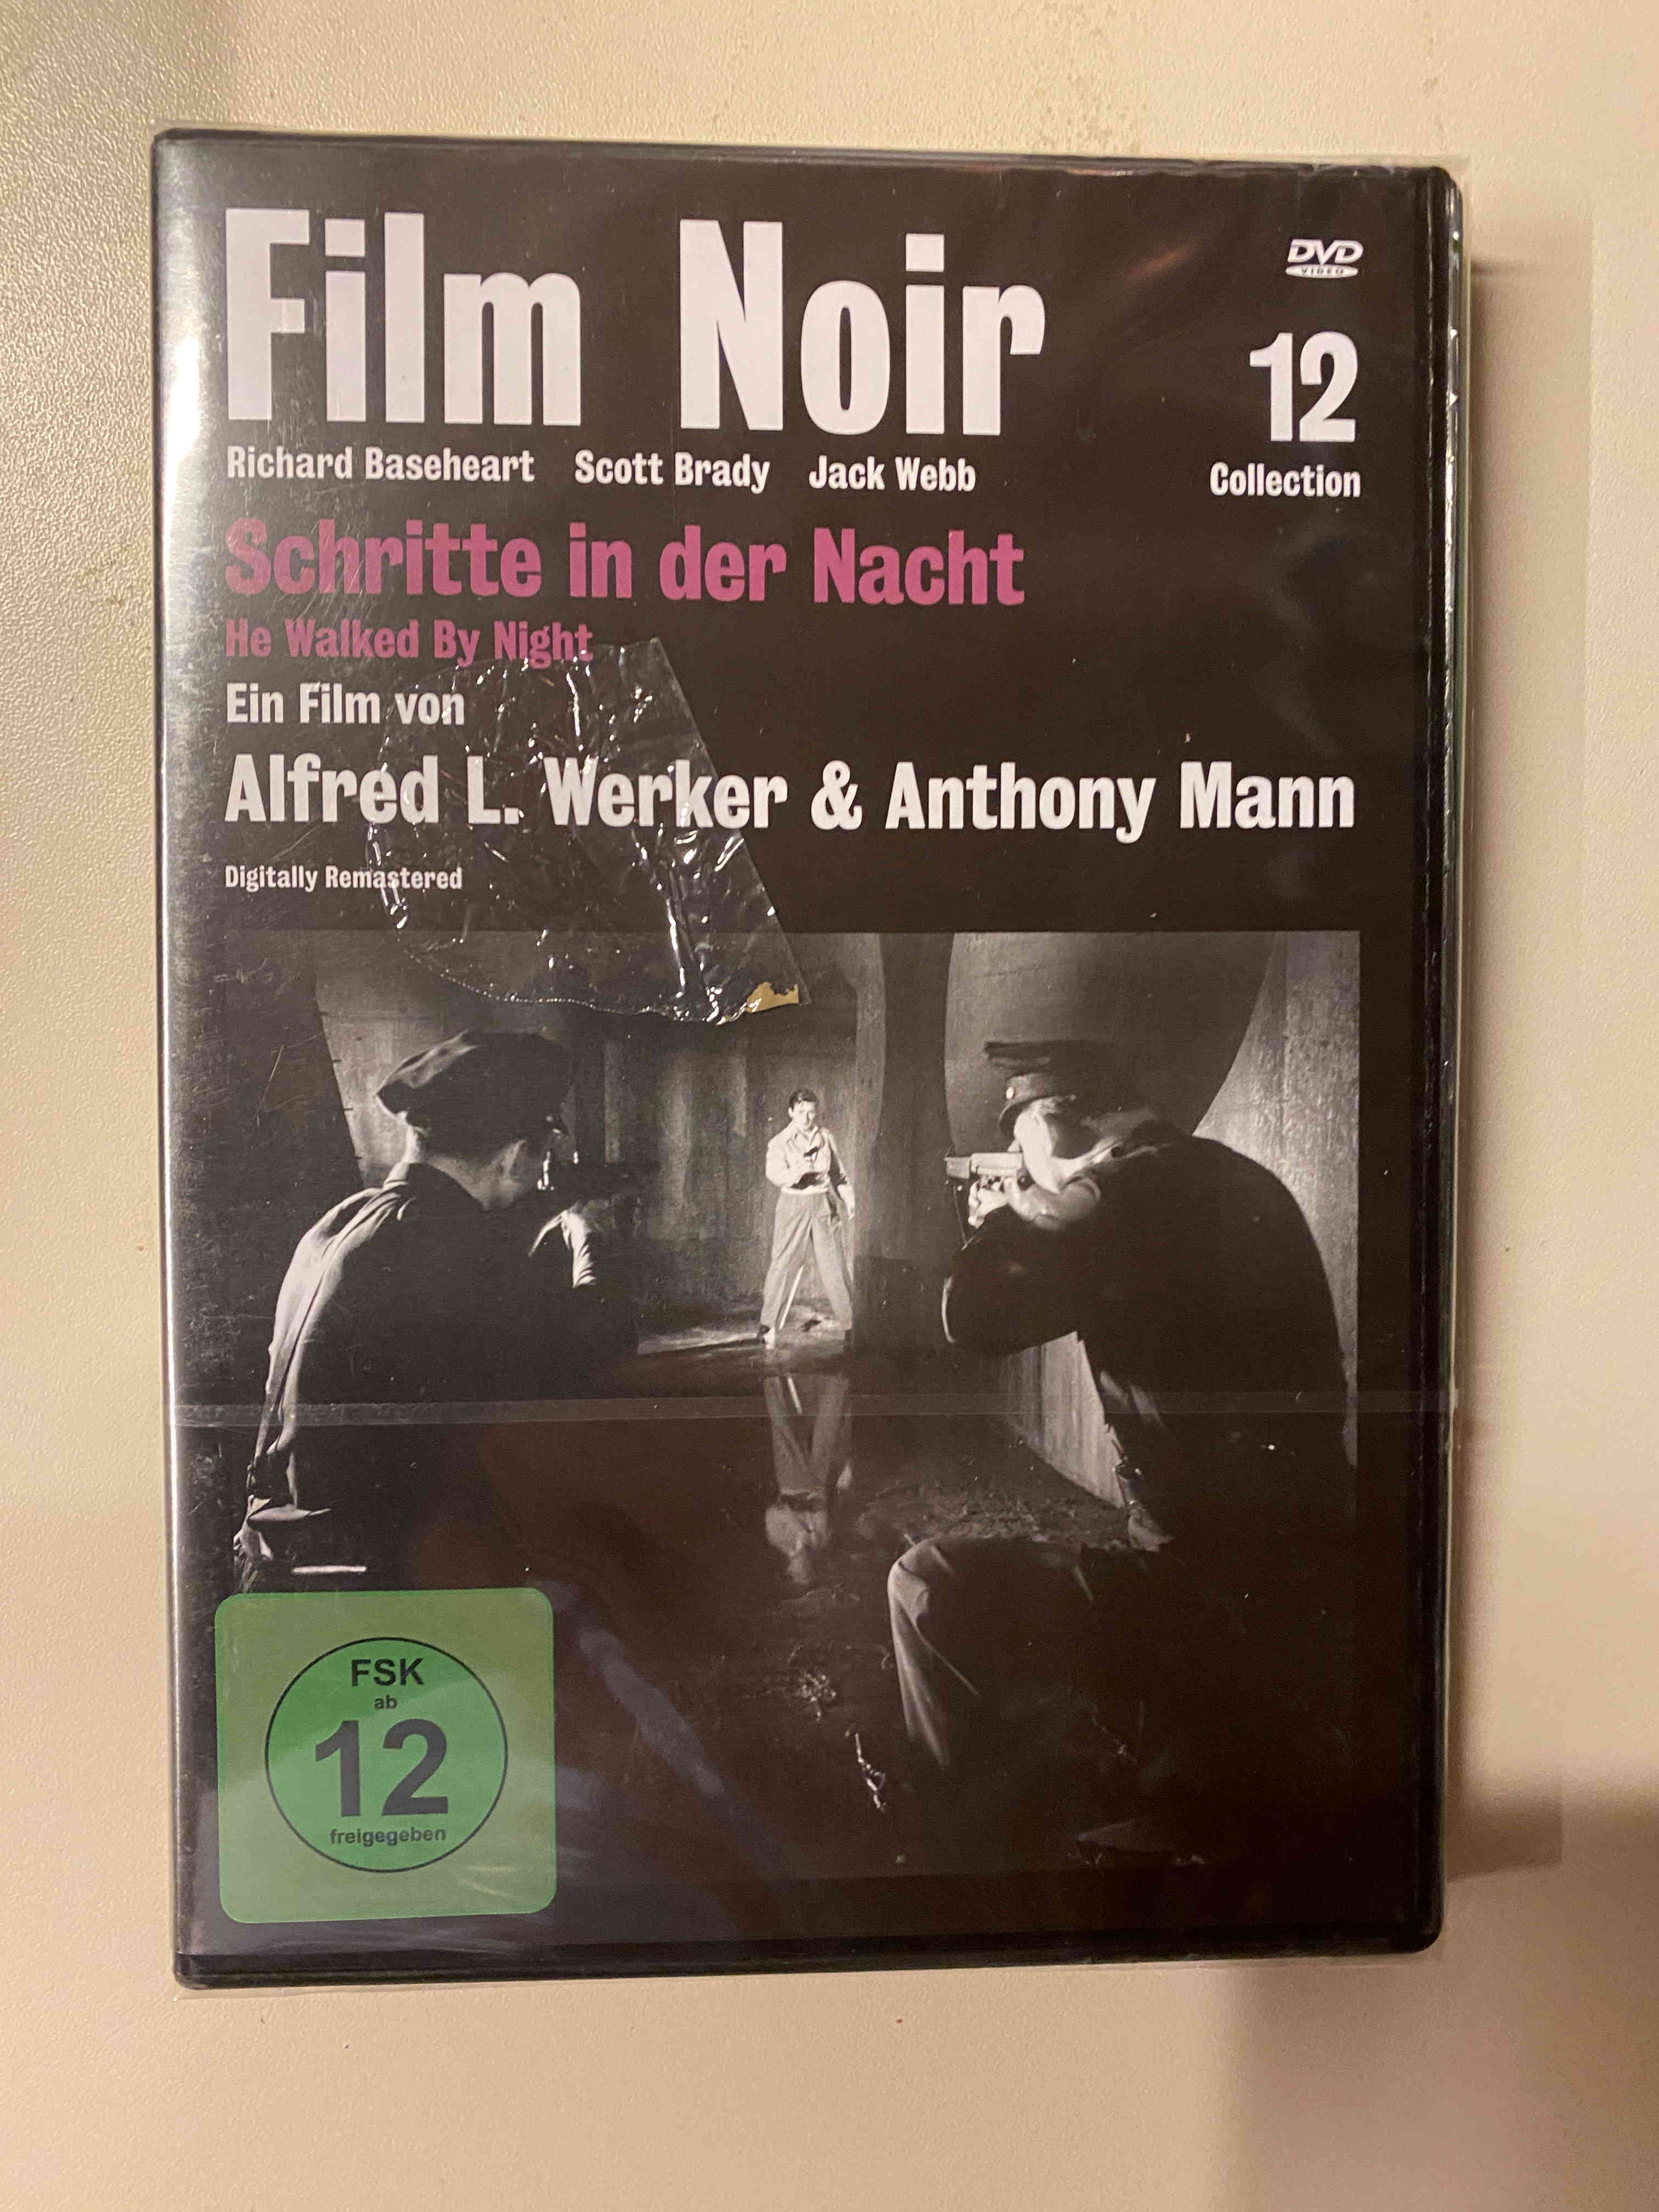 Film Noir
DVD
VIDEO
12
Collection
Richard Baseheart Scott Brady Jack Webb
Schritte in der Nacht
He Walked By Night
Ein Film von
Alfred L. Werker & Anthony Mann
Digitally Remastered
FSK
ab
12
freigegeben